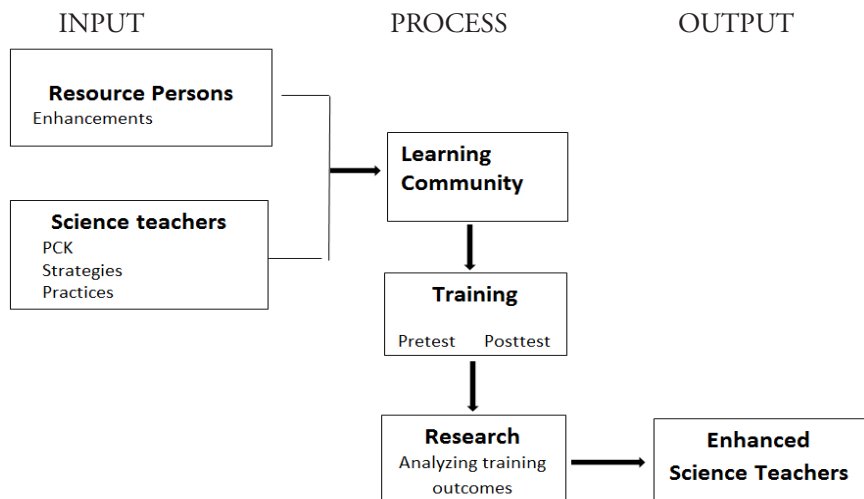 INPUT
PROCESS
OUTPUT
Resource Persons
Enhancements
Science teachers
PCK
Strategies
Practices
Learning
Community
Training
Pretest Posttest
Research
Analyzing training
outcomes
Enhanced
Science Teachers